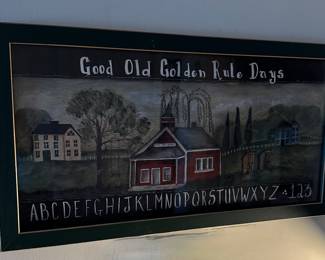 Good Old Golden Rule Days
ABCDEFGHIJKLMNOPQRSTUVWXYZ & 123